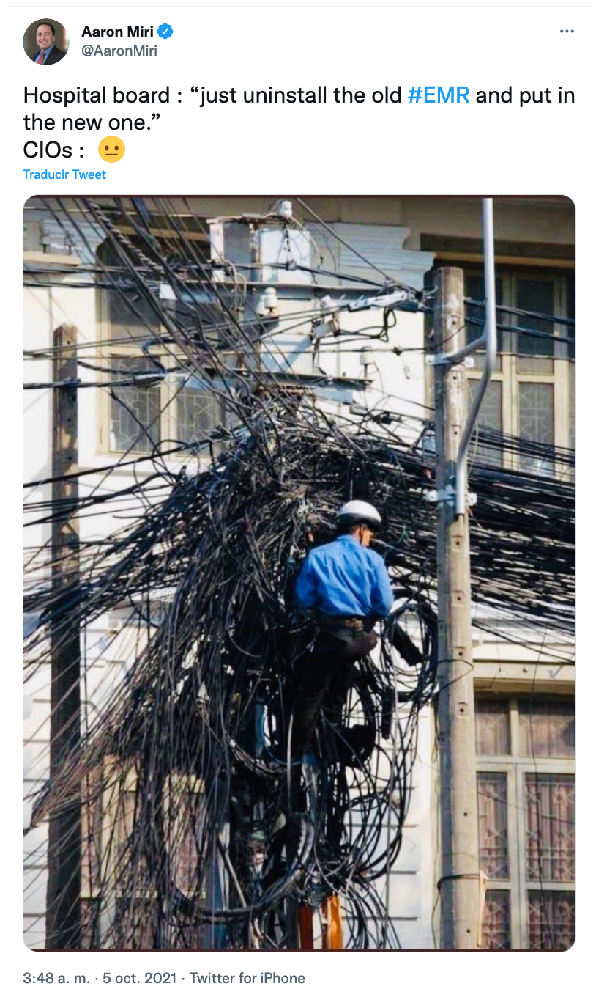 Aaron Miri
@AaronMiri
Hospital board : “just uninstall the old #EMR and put in
the new one.”
CIOs : 😐
Traducir Tweet
3:48 a. m. · 5 oct. 2021 · Twitter for iPhone